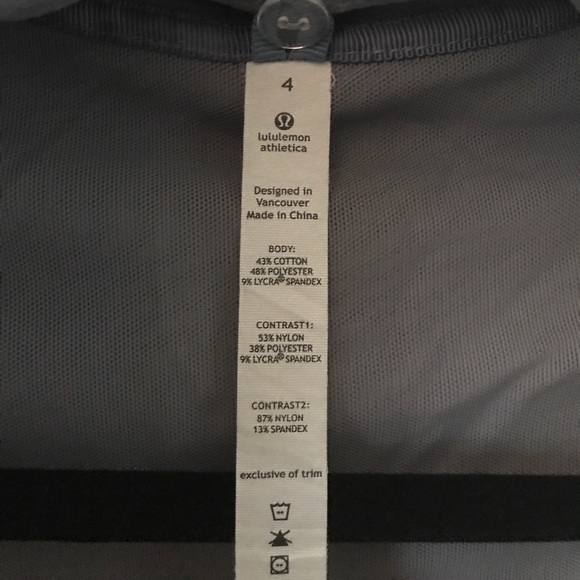 4
lululemon
athletica
Designed in
Vancouver
Made in China
BODY:
43% COTTON
48% POLYESTER
9% LYCRA® SPANDEX
CONTRAST1:
53% NYLON
38% POLYESTER
9% LYCRA® SPANDEX
CONTRAST2:
87% NYLON
13% SPANDEX
exclusive of trim